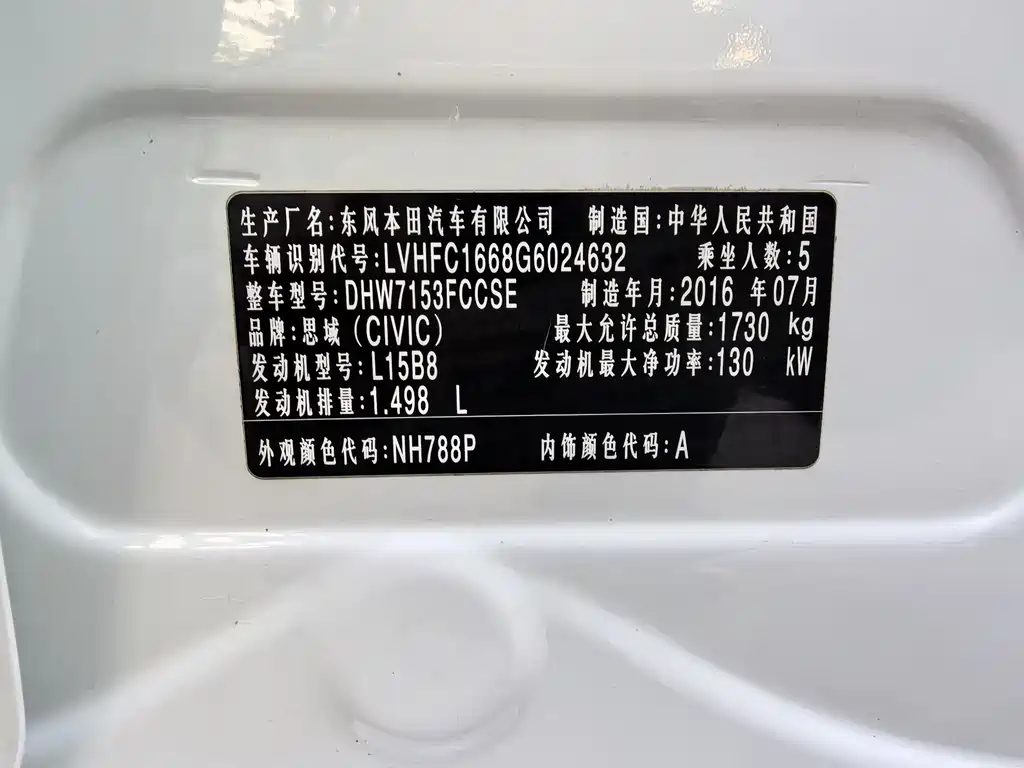 生产厂名:东风本田汽车有限公司 制造国:中华人民共和国
车辆识别代号:LVHFC1668G6024632 乘坐人数:5
整车型号:DHW7153FCCSE 制造年月:2016 年07月
品牌:思域(CIVIC) 最大允许总质量:1730 kg
发动机型号:L15B8 发动机最大净功率:130 kW
发动机排量:1.498 L
外观颜色代码:NH788P 内饰颜色代码:A